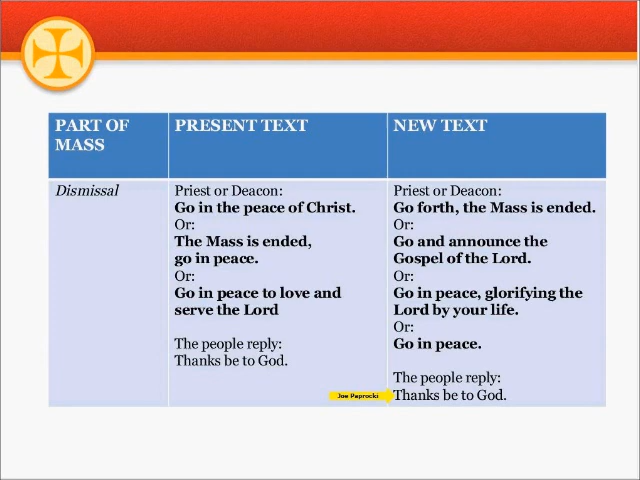 PART OF
MASS
PRESENT TEXT
NEW TEXT
Dismissal
Priest or Deacon:
Go in the peace of Christ.
Or:
The Mass is ended,
go in peace.
Or:
Go in peace to love and
serve the Lord
The people reply:
Thanks be to God.
Priest or Deacon:
Go forth, the Mass is ended.
Or:
Go and announce the
Gospel of the Lord.
Or:
Go in peace, glorifying the
Lord by your life.
Or:
Go in peace.
The people reply:
Thanks be to God.
Joe Paprocki